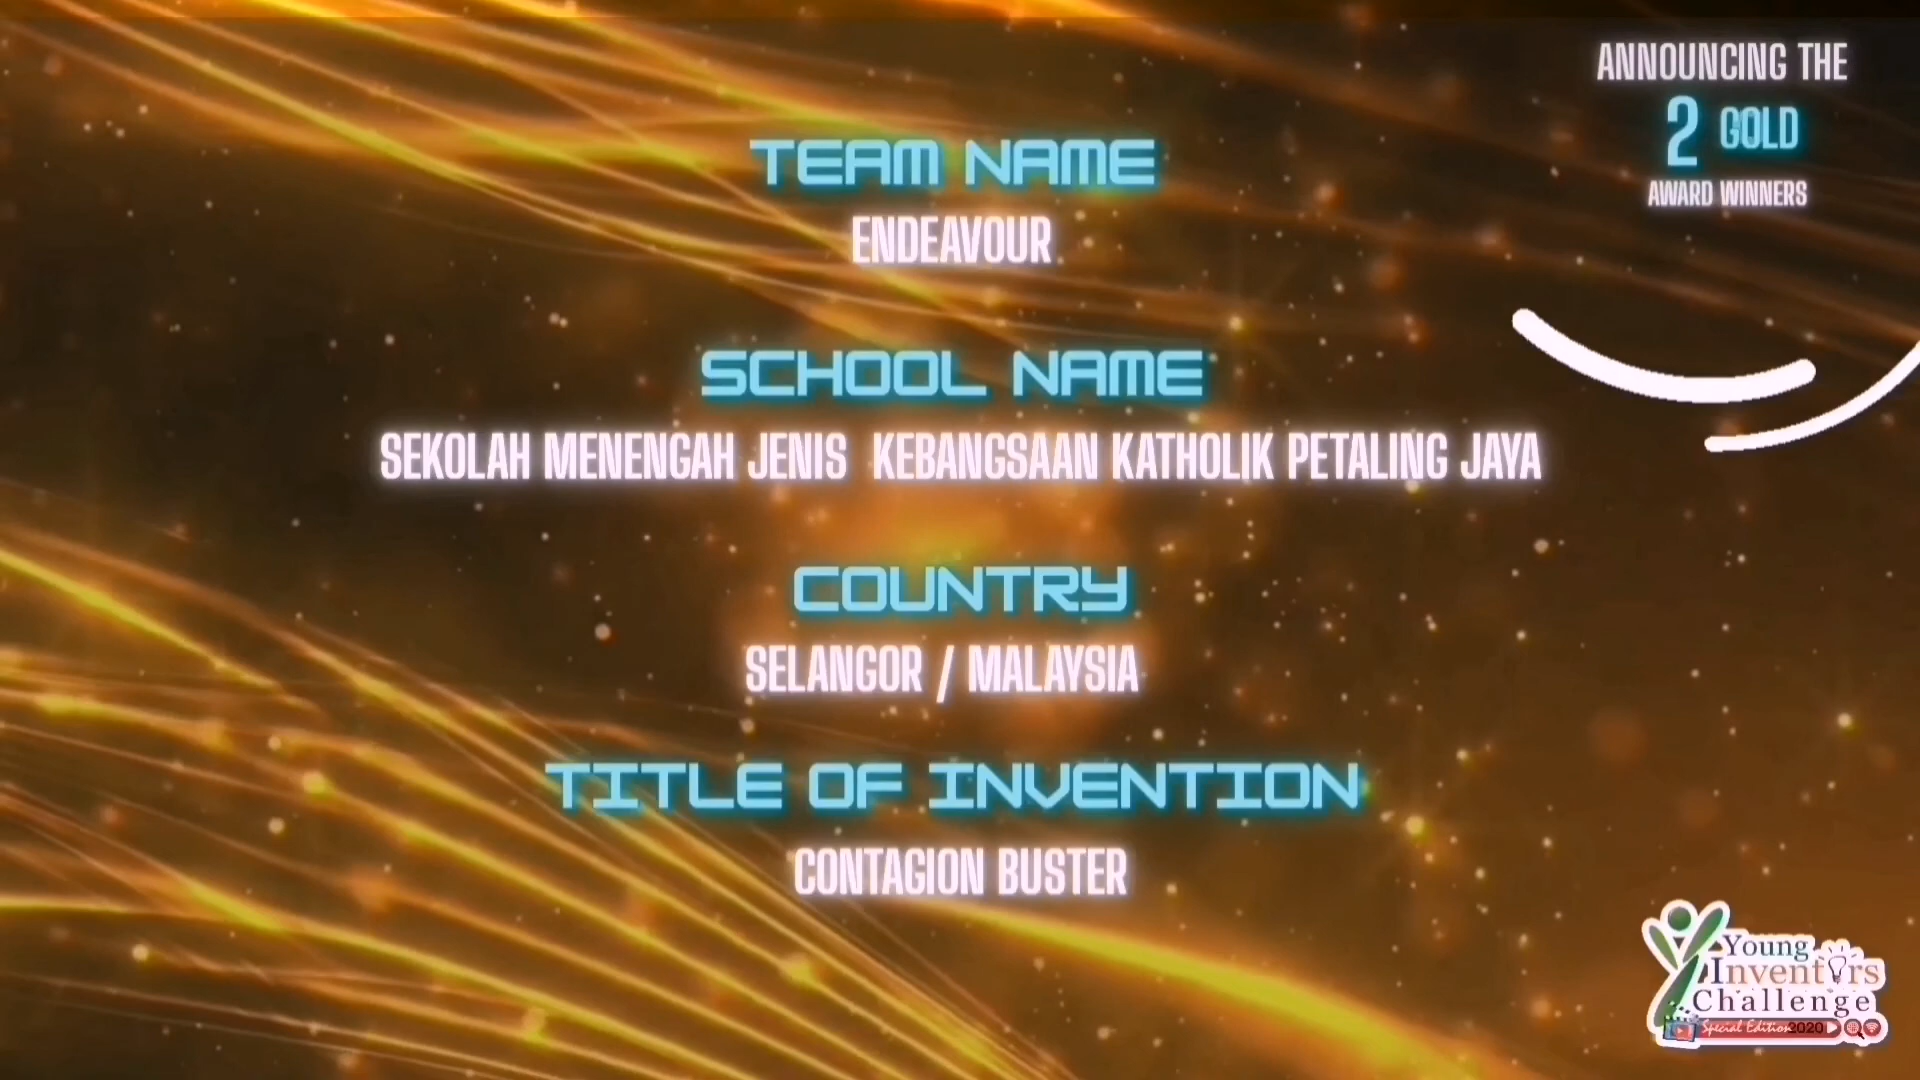 ANNOUNCING THE
2 GOLD
AWARD WINNERS
TEAM NAME
ENDEAVOUR
SCHOOL NAME
SEKOLAH MENENGAH JENIS KEBANGSAAN KATHOLIK PETALING JAYA
COUNTRY
SELANGOR / MALAYSIA
TITLE OF INVENTION
CONTAGION BUSTER
Young
Inventors
Challenge
Special Edition 2020